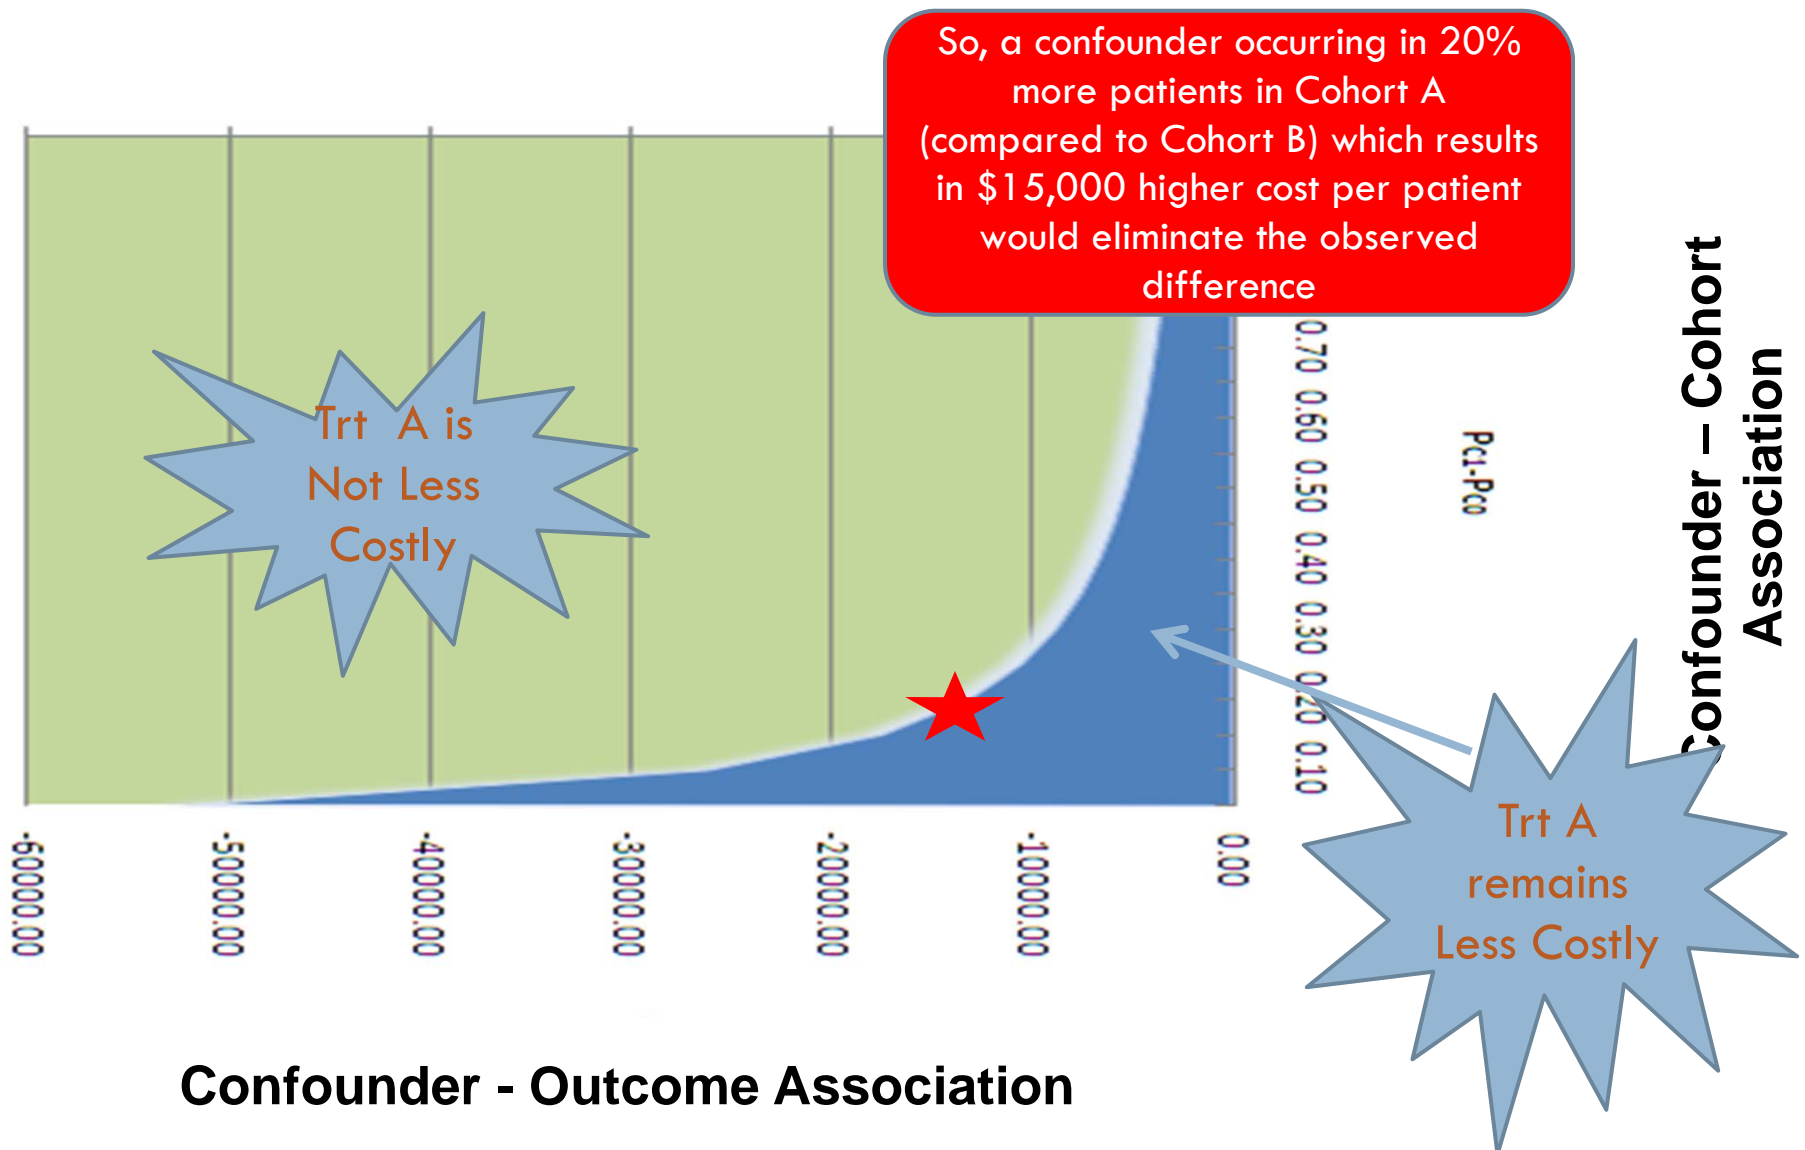 So, a confounder occurring in 20%
more patients in Cohort A
(compared to Cohort B) which results
in $15,000 higher cost per patient
would eliminate the observed
difference
Trt A is
Not Less
Costly
0.70
0.60
0.50
0.40
0.30
0.20
0.10
PC1-PC0
Confounder – Cohort
Association
Trt A
remains
Less Costly
-60000.00
-50000.00
-40000.00
-30000.00
-20000.00
-10000.00
0.00
Confounder - Outcome Association